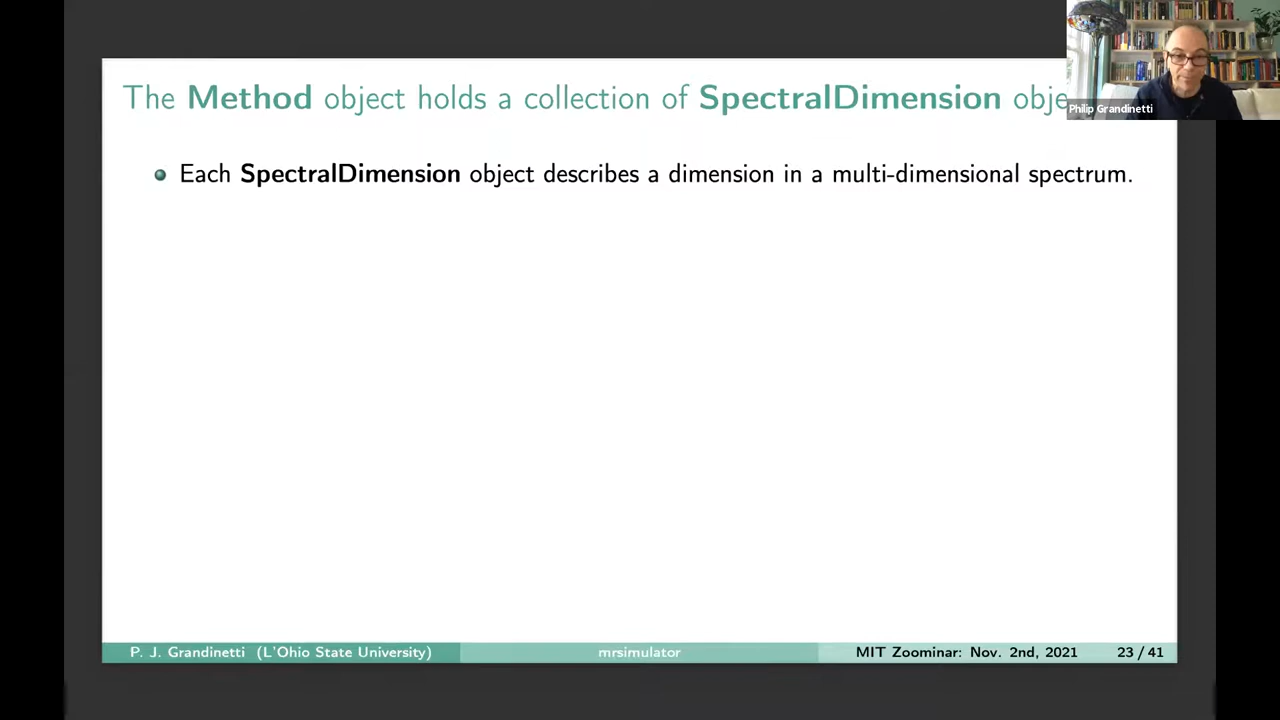 The Method object holds a collection of SpectralDimension obje
Philip Grandinetti
Each SpectralDimension object describes a dimension in a multi-dimensional spectrum.
P. J. Grandinetti (L'Ohio State University) mrsimulator MIT Zoominar: Nov. 2nd, 2021 23 / 41